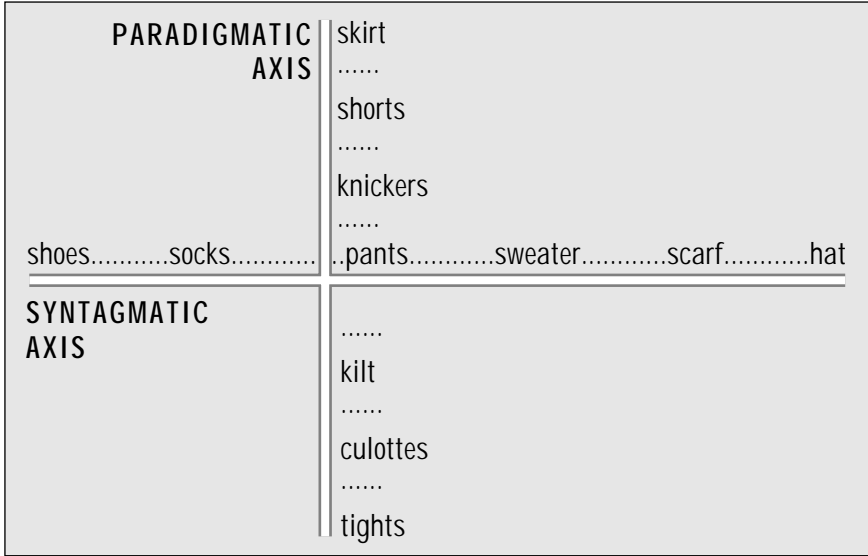 PARADIGMATIC
AXIS
skirt
......
shorts
......
knickers
......
shoes...........socks............ ..pants............sweater............scarf............hat
SYNTAGMATIC
AXIS
......
kilt
......
culottes
......
tights